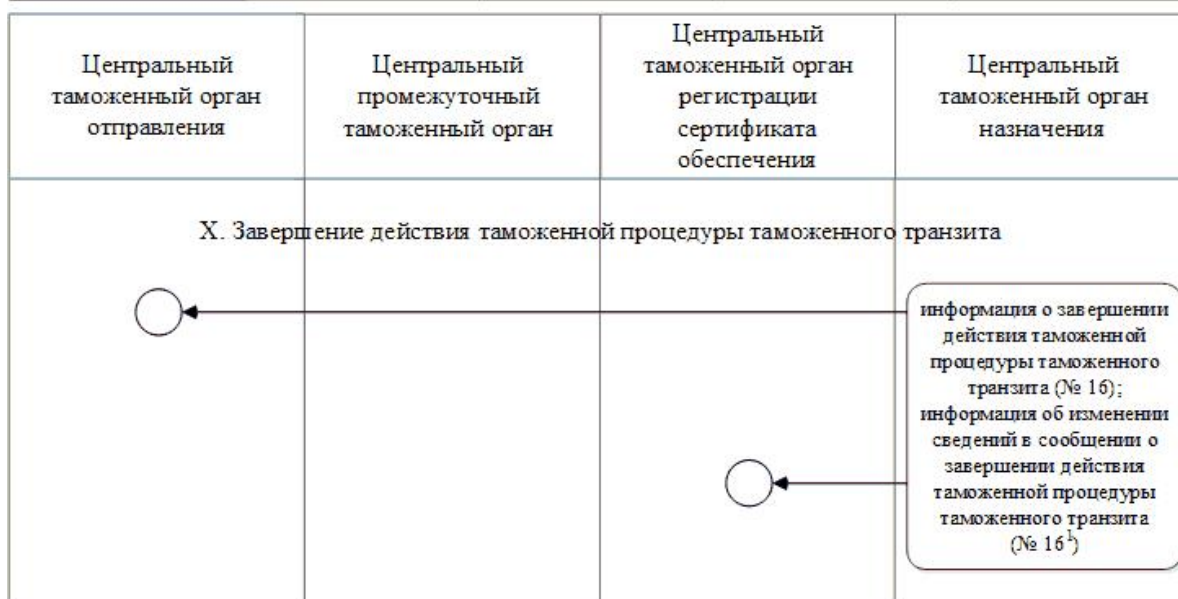 Центральный
таможенный орган
отправления
Центральный
промежуточный
таможенный орган
Центральный
таможенный орган
регистрации
сертификата
обеспечения
Центральный
таможенный орган
назначения
X. Завершение действия таможенной процедуры таможенного транзита
информация о завершении
действия таможенной
процедуры таможенного
транзита (№ 16);
информация об изменении
сведений в сообщении о
завершении действия
таможенной процедуры
таможенного транзита
(№ 16¹)